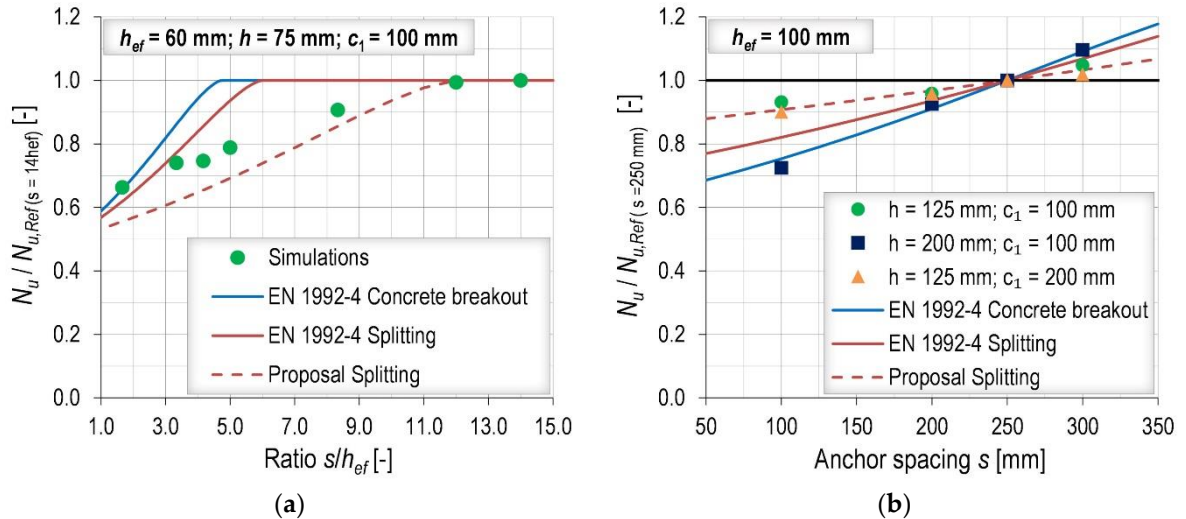 h_ef = 60 mm; h = 75 mm; c_1 = 100 mm
N_u / N_u,Ref (s = 14hef) [-]
1.2
1.0
0.8
0.6
0.4
0.2
0.0
Simulations
EN 1992-4 Concrete breakout
EN 1992-4 Splitting
Proposal Splitting
1.0 3.0 5.0 7.0 9.0 11.0 13.0 15.0
Ratio s/h_ef [-]
(a)
h_ef = 100 mm
N_u / N_u,Ref (s =250 mm) [-]
1.2
1.0
0.8
0.6
0.4
0.2
0.0
h = 125 mm; c₁ = 100 mm
h = 200 mm; c₁ = 100 mm
h = 125 mm; c₁ = 200 mm
EN 1992-4 Concrete breakout
EN 1992-4 Splitting
Proposal Splitting
50 100 150 200 250 300 350
Anchor spacing s [mm]
(b)